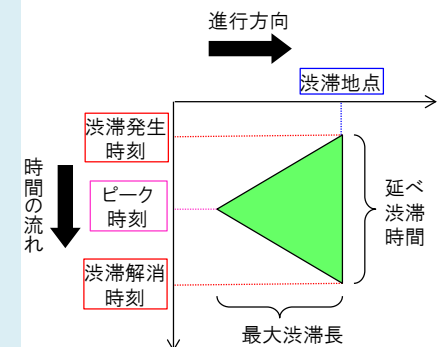 進行方向
渋滞地点
渋滞発生
時刻
時間の流れ
ピーク
時刻
渋滞解消
時刻
延べ
渋滞
時間
最大渋滞長